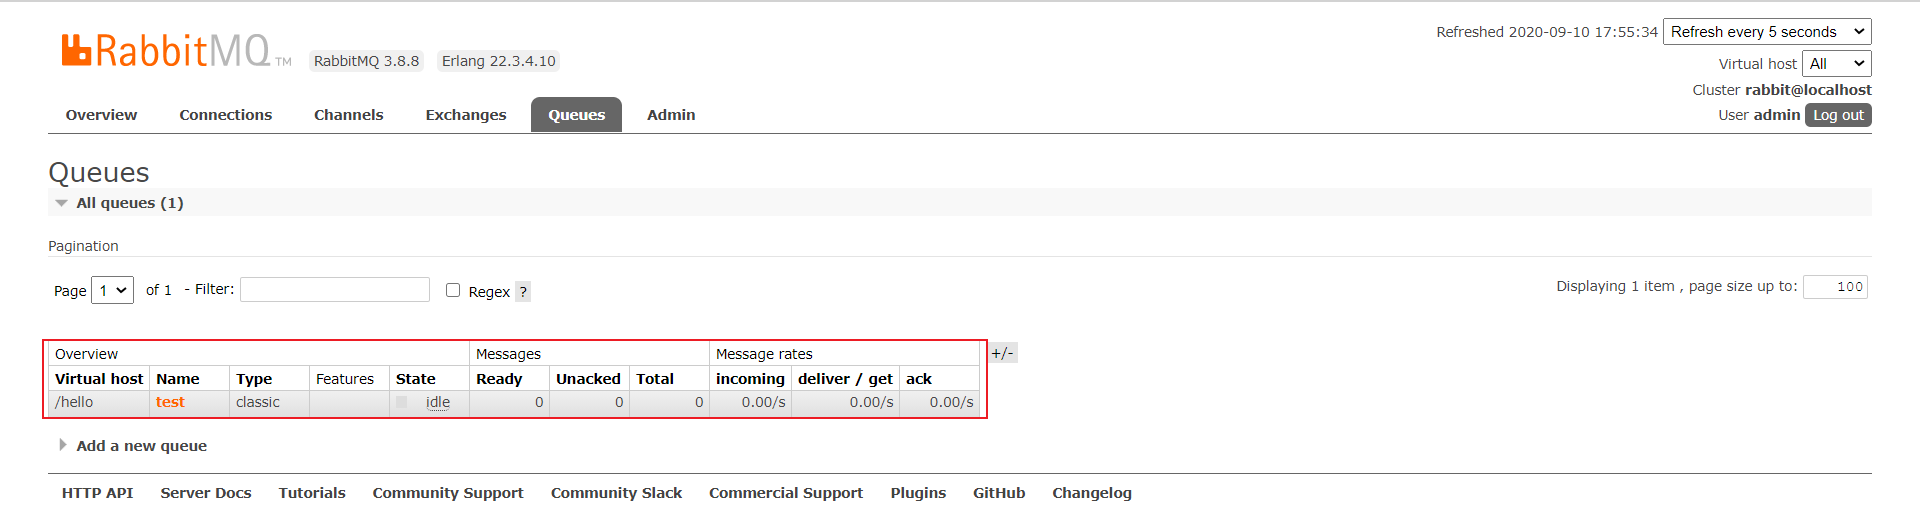 RabbitMQ TM RabbitMQ 3.8.8 Erlang 22.3.4.10
Refreshed 2020-09-10 17:55:34 Refresh every 5 seconds
Virtual host All
Cluster rabbit@localhost
User admin Log out
Overview Connections Channels Exchanges Queues Admin
Queues
All queues (1)
Pagination
Page 1 of 1 - Filter: Regex ? Displaying 1 item , page size up to: 100
Overview Messages Message rates +/-
Virtual host Name Type Features State Ready Unacked Total incoming deliver / get ack
/hello test classic idle 0 0 0 0.00/s 0.00/s 0.00/s
Add a new queue
HTTP API Server Docs Tutorials Community Support Community Slack Commercial Support Plugins GitHub Changelog